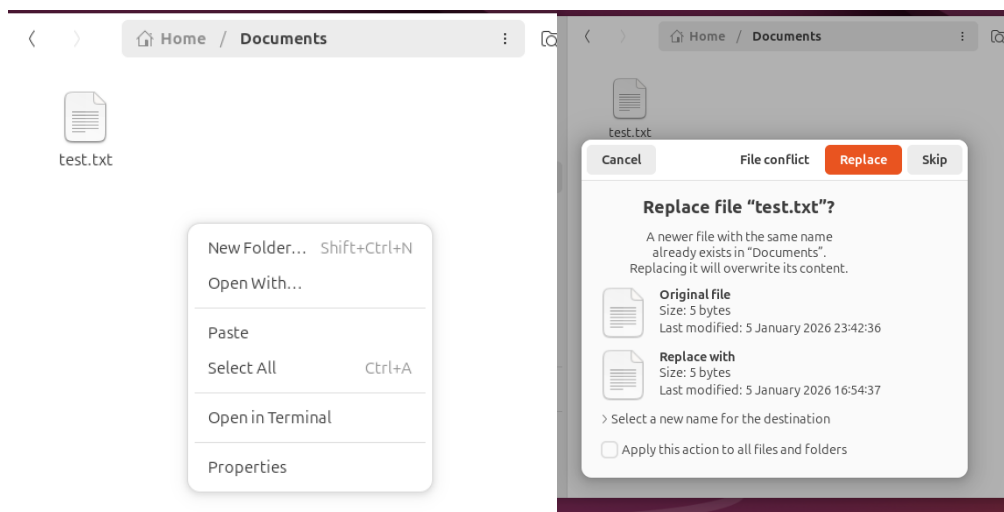 Home / Documents
test.txt
New Folder... Shift+Ctrl+N
Open With...
Paste
Select All Ctrl+A
Open in Terminal
Properties
Home / Documents
test.txt
Cancel
File conflict
Replace
Skip
Replace file “test.txt”?
A newer file with the same name
already exists in “Documents”.
Replacing it will overwrite its content.
Original file
Size: 5 bytes
Last modified: 5 January 2026 23:42:36
Replace with
Size: 5 bytes
Last modified: 5 January 2026 16:54:37
Select a new name for the destination
Apply this action to all files and folders